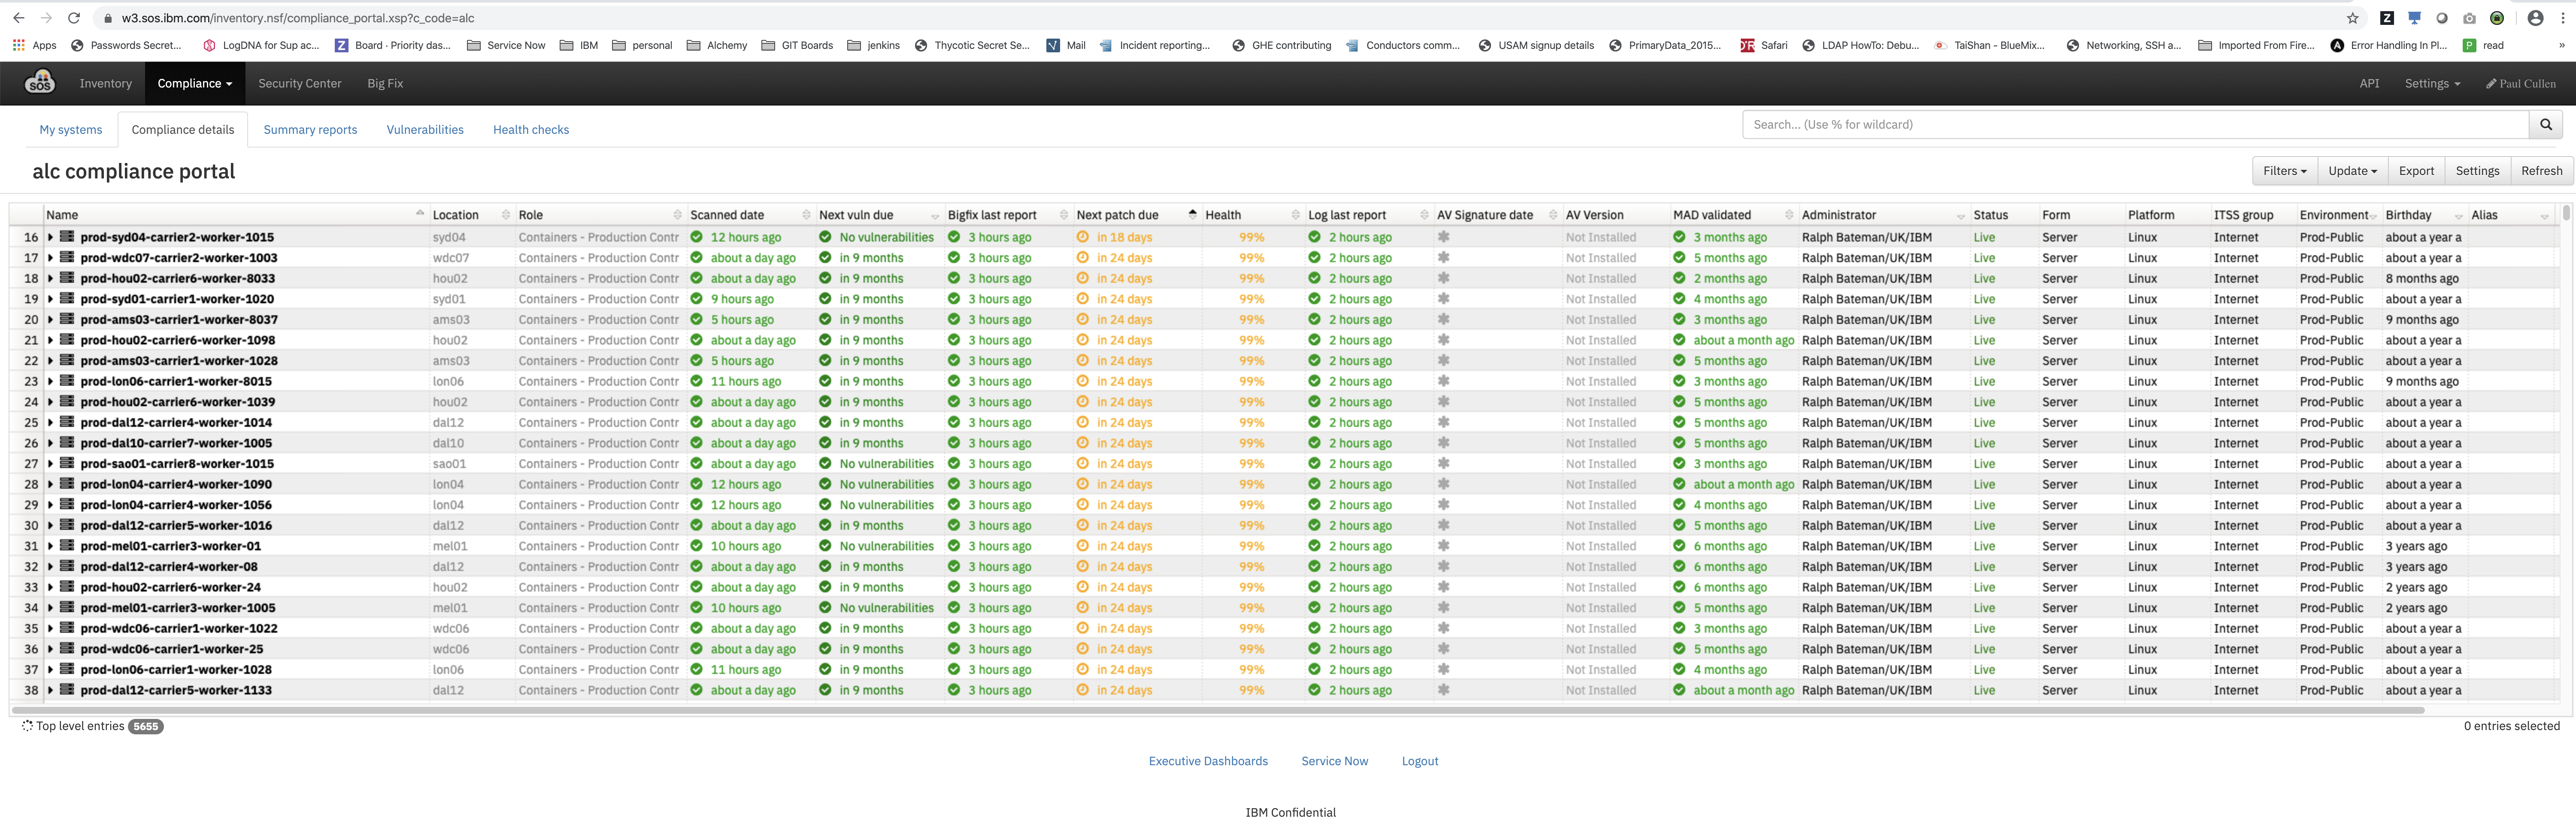 w3.sos.ibm.com/inventory.nsf/compliance_portal.xsp?c_code=alc
Apps Passwords Secret... LogDNA for Sup ac... Board · Priority das... Service Now IBM personal Alchemy GIT Boards jenkins Thycotic Secret Se... Mail Incident reporting,... GHE contributing Conductors comm... USAM signup details PrimaryData_2015... Safari LDAP HowTo: Debu... TaiShan - BlueMix... Networking, SSH a... Imported From Fire... Error Handling In Pl... read »
SOS Inventory Compliance Security Center Big Fix API Settings Paul Cullen
My systems Compliance details Summary reports Vulnerabilities Health checks Search... (Use % for wildcard)
alc compliance portal Filters Update Export Settings Refresh
Name Location Role Scanned date Next vuln due Bigfix last report Next patch due Health Log last report AV Signature date AV Version MAD validated Administrator Status Form Platform ITSS group Environment Birthday Alias
16 prod-syd04-carrier2-worker-1015 syd04 Containers - Production Contr 12 hours ago No vulnerabilities 3 hours ago in 18 days 99% 2 hours ago Not Installed 3 months ago Ralph Bateman/UK/IBM Live Server Linux Internet Prod-Public about a year a
17 prod-wdc07-carrier2-worker-1003 wdc07 Containers - Production Contr about a day ago in 9 months 3 hours ago in 24 days 99% 2 hours ago Not Installed 5 months ago Ralph Bateman/UK/IBM Live Server Linux Internet Prod-Public about a year a
18 prod-hou02-carrier6-worker-8033 hou02 Containers - Production Contr about a day ago in 9 months 3 hours ago in 24 days 99% 2 hours ago Not Installed 2 months ago Ralph Bateman/UK/IBM Live Server Linux Internet Prod-Public 8 months ago
19 prod-syd01-carrier1-worker-1020 syd01 Containers - Production Contr 9 hours ago in 9 months 3 hours ago in 24 days 99% 2 hours ago Not Installed 4 months ago Ralph Bateman/UK/IBM Live Server Linux Internet Prod-Public about a year a
20 prod-ams03-carrier1-worker-8037 ams03 Containers - Production Contr 5 hours ago in 9 months 3 hours ago in 24 days 99% 2 hours ago Not Installed 3 months ago Ralph Bateman/UK/IBM Live Server Linux Internet Prod-Public 9 months ago
21 prod-hou02-carrier6-worker-1098 hou02 Containers - Production Contr about a day ago in 9 months 3 hours ago in 24 days 99% 2 hours ago Not Installed about a month ago Ralph Bateman/UK/IBM Live Server Linux Internet Prod-Public about a year a
22 prod-ams03-carrier1-worker-1028 ams03 Containers - Production Contr 5 hours ago in 9 months 3 hours ago in 24 days 99% 2 hours ago Not Installed 5 months ago Ralph Bateman/UK/IBM Live Server Linux Internet Prod-Public about a year a
23 prod-lon06-carrier1-worker-8015 lon06 Containers - Production Contr 11 hours ago in 9 months 3 hours ago in 24 days 99% 2 hours ago Not Installed 3 months ago Ralph Bateman/UK/IBM Live Server Linux Internet Prod-Public 9 months ago
24 prod-hou02-carrier6-worker-1039 hou02 Containers - Production Contr about a day ago in 9 months 3 hours ago in 24 days 99% 2 hours ago Not Installed 5 months ago Ralph Bateman/UK/IBM Live Server Linux Internet Prod-Public about a year a
25 prod-dal12-carrier4-worker-1014 dal12 Containers - Production Contr about a day ago in 9 months 3 hours ago in 24 days 99% 2 hours ago Not Installed 5 months ago Ralph Bateman/UK/IBM Live Server Linux Internet Prod-Public about a year a
26 prod-dal10-carrier7-worker-1005 dal10 Containers - Production Contr about a day ago in 9 months 3 hours ago in 24 days 99% 2 hours ago Not Installed 5 months ago Ralph Bateman/UK/IBM Live Server Linux Internet Prod-Public about a year a
27 prod-sao01-carrier8-worker-1015 sao01 Containers - Production Contr about a day ago No vulnerabilities 3 hours ago in 24 days 99% 2 hours ago Not Installed 3 months ago Ralph Bateman/UK/IBM Live Server Linux Internet Prod-Public about a year a
28 prod-lon04-carrier4-worker-1090 lon04 Containers - Production Contr 12 hours ago No vulnerabilities 3 hours ago in 24 days 99% 2 hours ago Not Installed about a month ago Ralph Bateman/UK/IBM Live Server Linux Internet Prod-Public about a year a
29 prod-lon04-carrier4-worker-1056 lon04 Containers - Production Contr 12 hours ago No vulnerabilities 3 hours ago in 24 days 99% 2 hours ago Not Installed 4 months ago Ralph Bateman/UK/IBM Live Server Linux Internet Prod-Public about a year a
30 prod-dal12-carrier5-worker-1016 dal12 Containers - Production Contr about a day ago in 9 months 3 hours ago in 24 days 99% 2 hours ago Not Installed 5 months ago Ralph Bateman/UK/IBM Live Server Linux Internet Prod-Public about a year a
31 prod-mel01-carrier3-worker-01 mel01 Containers - Production Contr 10 hours ago No vulnerabilities 3 hours ago in 24 days 99% 2 hours ago Not Installed 6 months ago Ralph Bateman/UK/IBM Live Server Linux Internet Prod-Public 3 years ago
32 prod-dal12-carrier4-worker-08 dal12 Containers - Production Contr about a day ago in 9 months 3 hours ago in 24 days 99% 2 hours ago Not Installed 6 months ago Ralph Bateman/UK/IBM Live Server Linux Internet Prod-Public 3 years ago
33 prod-hou02-carrier6-worker-24 hou02 Containers - Production Contr about a day ago in 9 months 3 hours ago in 24 days 99% 2 hours ago Not Installed 6 months ago Ralph Bateman/UK/IBM Live Server Linux Internet Prod-Public 2 years ago
34 prod-mel01-carrier3-worker-1005 mel01 Containers - Production Contr 10 hours ago No vulnerabilities 3 hours ago in 24 days 99% 2 hours ago Not Installed 5 months ago Ralph Bateman/UK/IBM Live Server Linux Internet Prod-Public 2 years ago
35 prod-wdc06-carrier1-worker-1022 wdc06 Containers - Production Contr about a day ago in 9 months 3 hours ago in 24 days 99% 2 hours ago Not Installed 3 months ago Ralph Bateman/UK/IBM Live Server Linux Internet Prod-Public about a year a
36 prod-wdc06-carrier1-worker-25 wdc06 Containers - Production Contr about a day ago in 9 months 3 hours ago in 24 days 99% 2 hours ago Not Installed 5 months ago Ralph Bateman/UK/IBM Live Server Linux Internet Prod-Public about a year a
37 prod-lon06-carrier1-worker-1028 lon06 Containers - Production Contr 11 hours ago in 9 months 3 hours ago in 24 days 99% 2 hours ago Not Installed 4 months ago Ralph Bateman/UK/IBM Live Server Linux Internet Prod-Public about a year a
38 prod-dal12-carrier5-worker-1133 dal12 Containers - Production Contr about a day ago in 9 months 3 hours ago in 24 days 99% 2 hours ago Not Installed about a month ago Ralph Bateman/UK/IBM Live Server Linux Internet Prod-Public about a year a
Top level entries 5655 0 entries selected
Executive Dashboards Service Now Logout
IBM Confidential